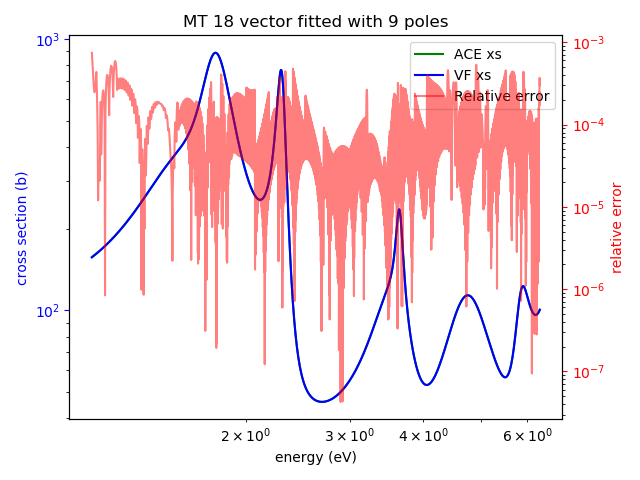 MT 18 vector fitted with 9 poles
ACE xs
VF xs
Relative error
cross section (b)
10³
10²
relative error
10⁻³
10⁻⁴
10⁻⁵
10⁻⁶
10⁻⁷
2 × 10⁰ 3 × 10⁰ 4 × 10⁰ 6 × 10⁰
energy (eV)